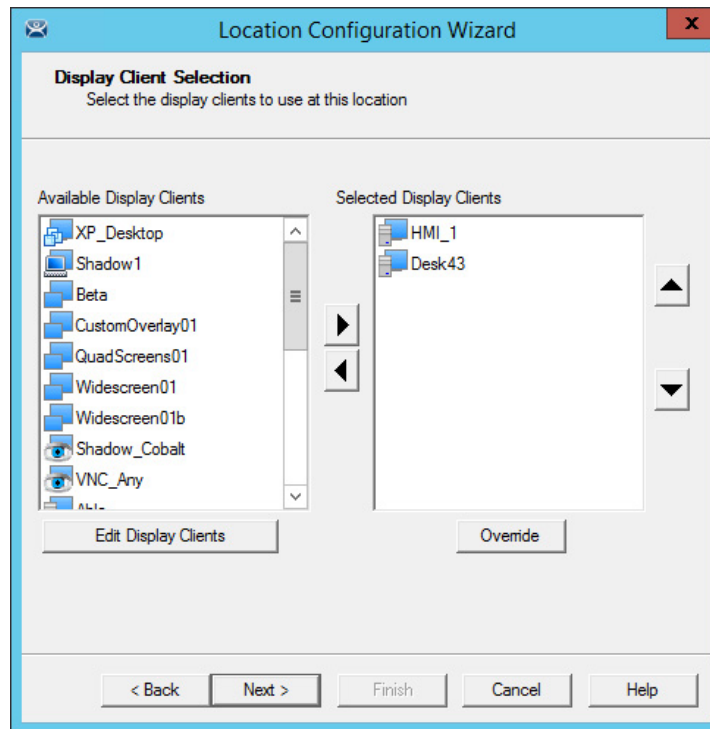 Location Configuration Wizard
x
Display Client Selection
Select the display clients to use at this location
Available Display Clients
Selected Display Clients
XP_Desktop
Shadow1
Beta
CustomOverlay01
QuadScreens01
Widescreen01
Widescreen01b
Shadow_Cobalt
VNC_Any
HMI_1
Desk43
Edit Display Clients
Override
< Back
Next >
Finish
Cancel
Help